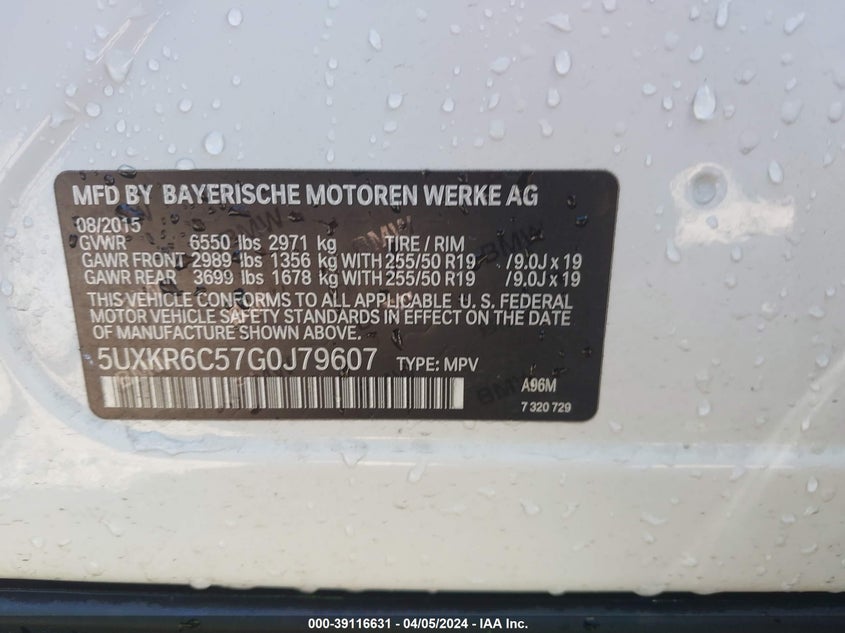 MFD BY BAYERISCHE MOTOREN WERKE AG
08/2015
GVWR 6550 lbs 2971 kg TIRE / RIM
GAWR FRONT 2989 lbs 1356 kg WITH 255/50 R19 /9.0J x 19
GAWR REAR 3699 lbs 1678 kg WITH 255/50 R19 /9.0J x 19
THIS VEHICLE CONFORMS TO ALL APPLICABLE U. S. FEDERAL
MOTOR VEHICLE SAFETY STANDARDS IN EFFECT ON THE DATE
OF MANUFACTURE SHOWN ABOVE.
5UXKR6C57G0J79607 TYPE: MPV
A96M
7 320 729
000-39116631 - 04/05/2024 - IAA Inc.